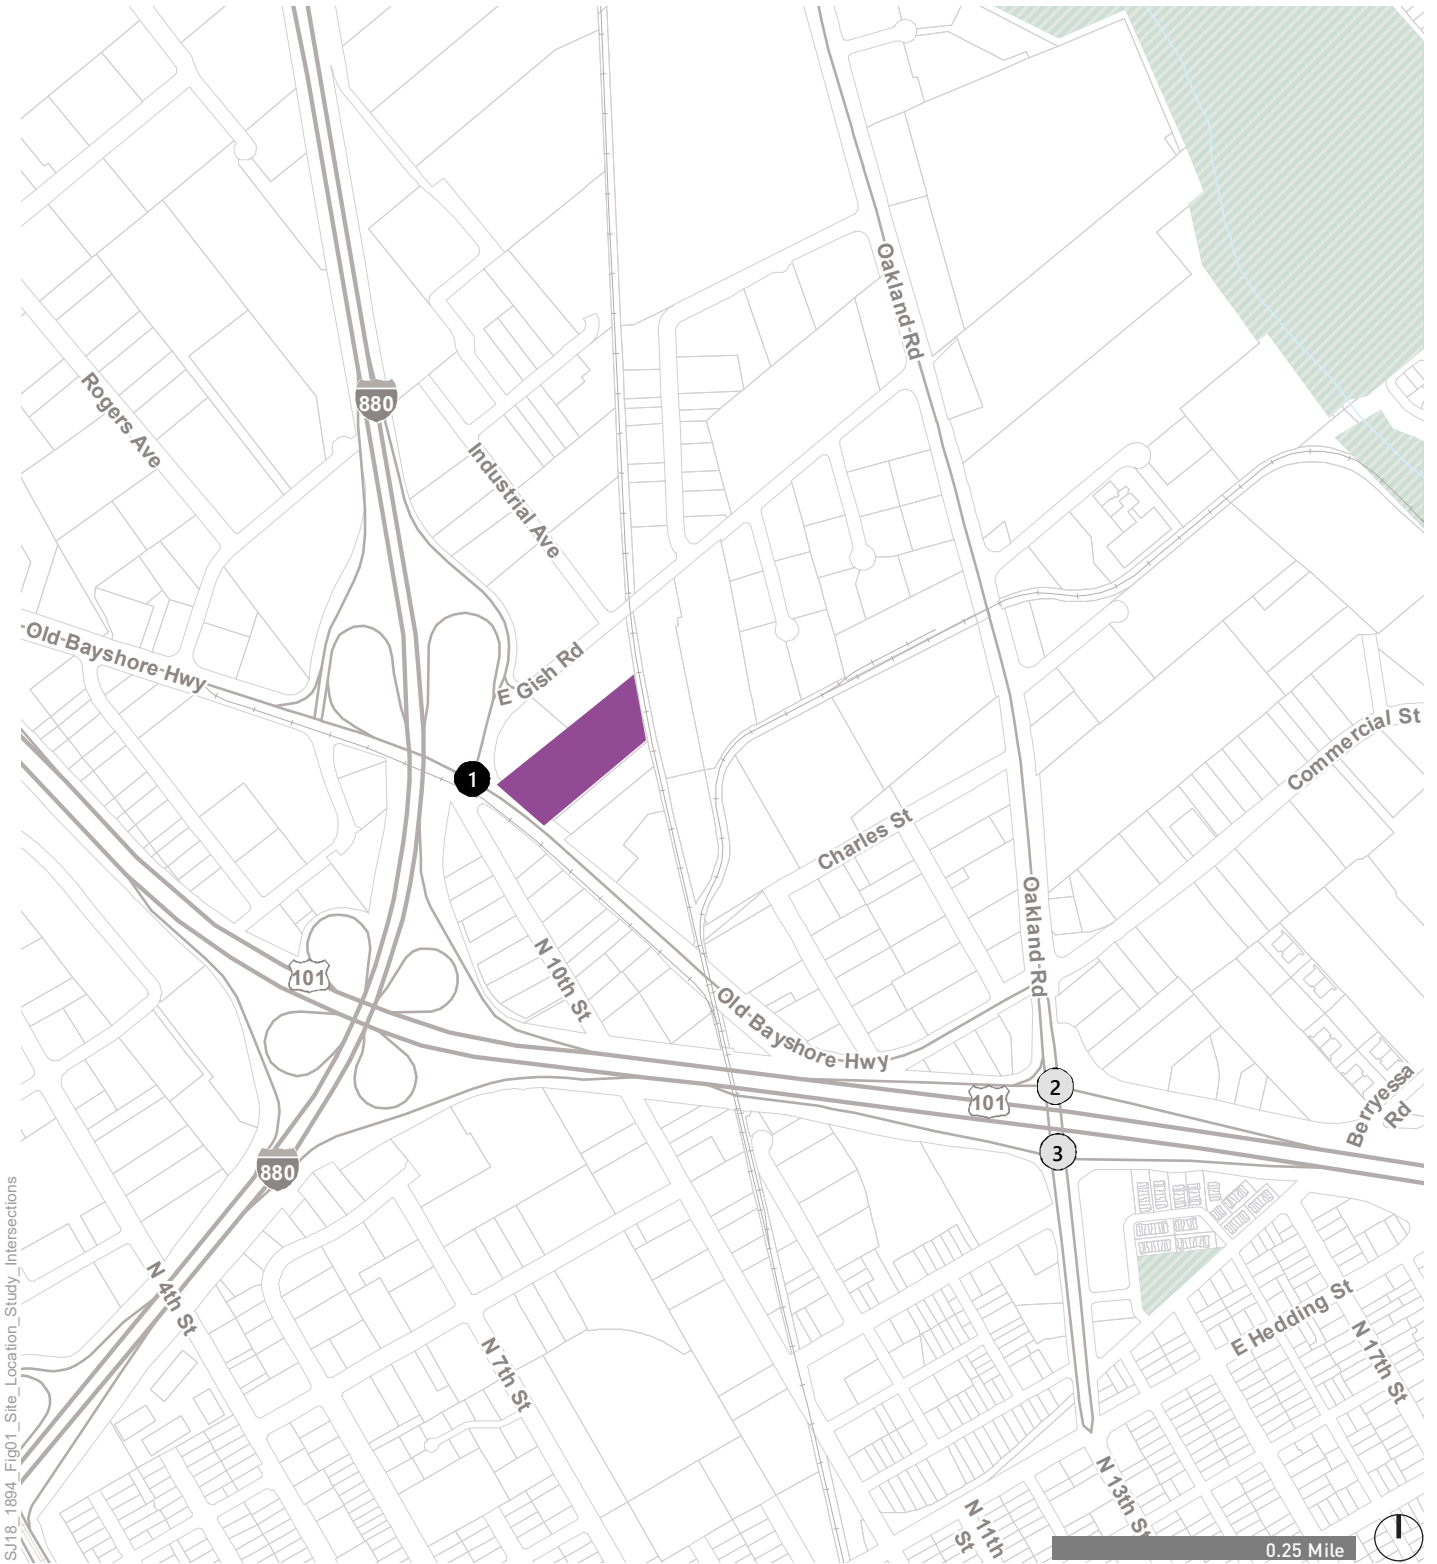 Oakland Rd
880
Rogers Ave
Industrial Ave
Old Bayshore Hwy
E Gish Rd
Commercial St
1
Charles St
Oakland Rd
N 10th St
101
Old Bayshore Hwy
2
101
Berryessa
Rd
3
880
SJ18_1894_Fig01_Site_Location_Study_Intersections
N 4th St
E Hedding St
N 7th St
N 17th St
N 13th St
N 11th
St
0.25 Mile